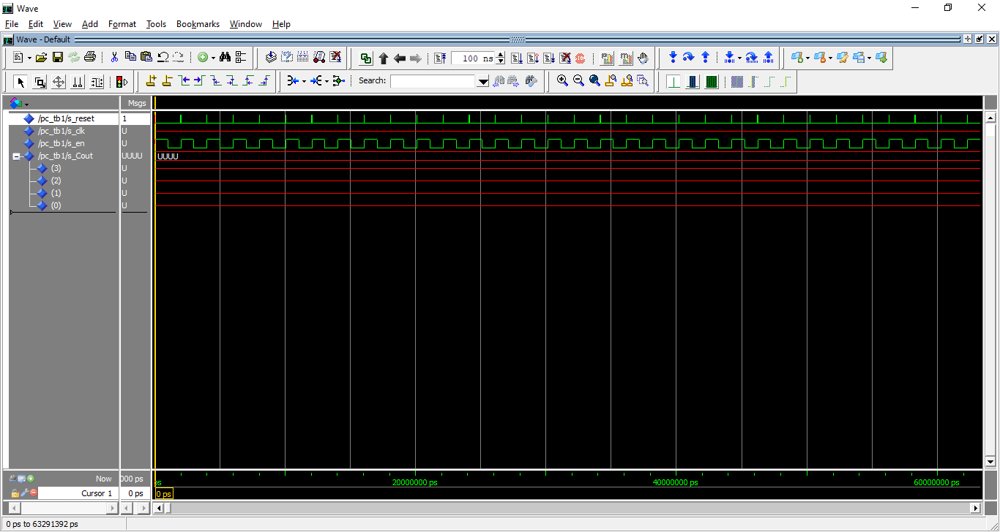 Wave
File Edit View Add Format Tools Bookmarks Window Help
Wave - Default
100 ns
Search:
Msgs
/pc_tb1/s_reset 1
/pc_tb1/s_clk U
/pc_tb1/s_en U
/pc_tb1/s_Cout UUUU UUUU
(3) U
(2) U
(1) U
(0) U
Now 000 ps ps 20000000 ps 40000000 ps 60000000 ps
Cursor 1 0 ps 0 ps
0 ps to 63291392 ps